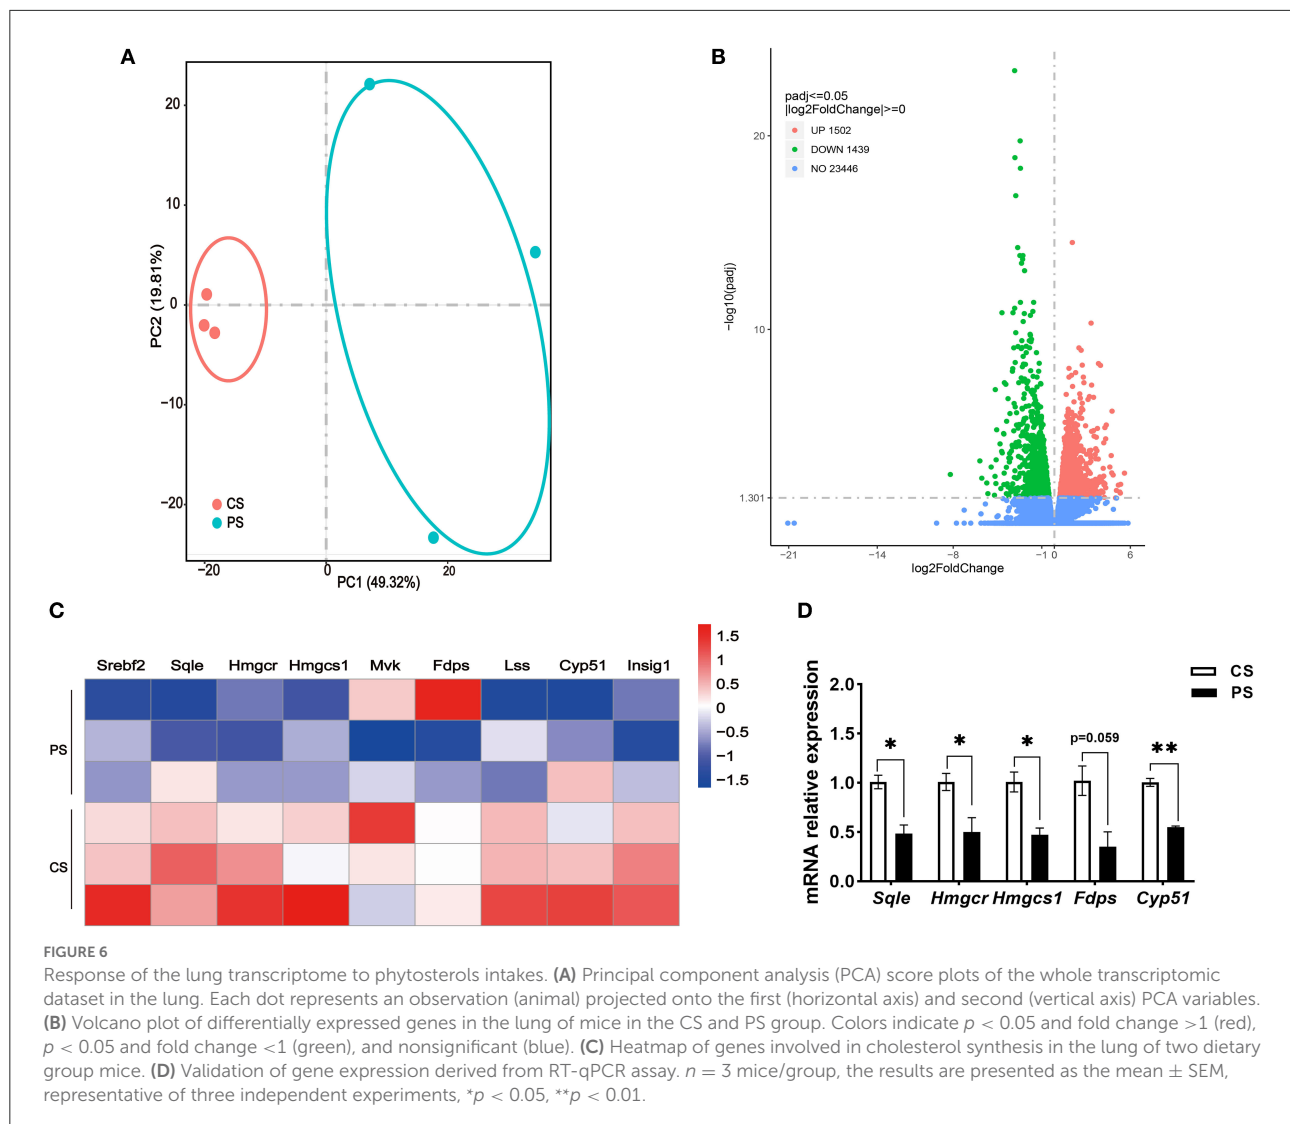 A
20
10
0
−10
−20
PC2 (19.81%)
CS
PS
−20
0
20
PC1 (49.32%)
B
padj<=0.05
|log2FoldChange|>=0
UP 1502
DOWN 1439
NO 23446
20
10
1.301
−log10(padj)
−21
−14
−8
−1
0
6
log2FoldChange
C
Srebf2 Sqle Hmgcr Hmgcs1 Mvk Fdps Lss Cyp51 Insig1
PS
CS
1.5
1
0.5
0
−0.5
−1
−1.5
D
CS
PS
mRNA relative expression
2.0
1.5
1.0
0.5
0.0
*
*
*
p=0.059
**
Sqle Hmgcr Hmgcs1 Fdps Cyp51
FIGURE 6
Response of the lung transcriptome to phytosterols intakes. (A) Principal component analysis (PCA) score plots of the whole transcriptomic
dataset in the lung. Each dot represents an observation (animal) projected onto the first (horizontal axis) and second (vertical axis) PCA variables.
(B) Volcano plot of differentially expressed genes in the lung of mice in the CS and PS group. Colors indicate p < 0.05 and fold change >1 (red),
p < 0.05 and fold change <1 (green), and nonsignificant (blue). (C) Heatmap of genes involved in cholesterol synthesis in the lung of two dietary
group mice. (D) Validation of gene expression derived from RT-qPCR assay. n = 3 mice/group, the results are presented as the mean ± SEM,
representative of three independent experiments, *p < 0.05, **p < 0.01.